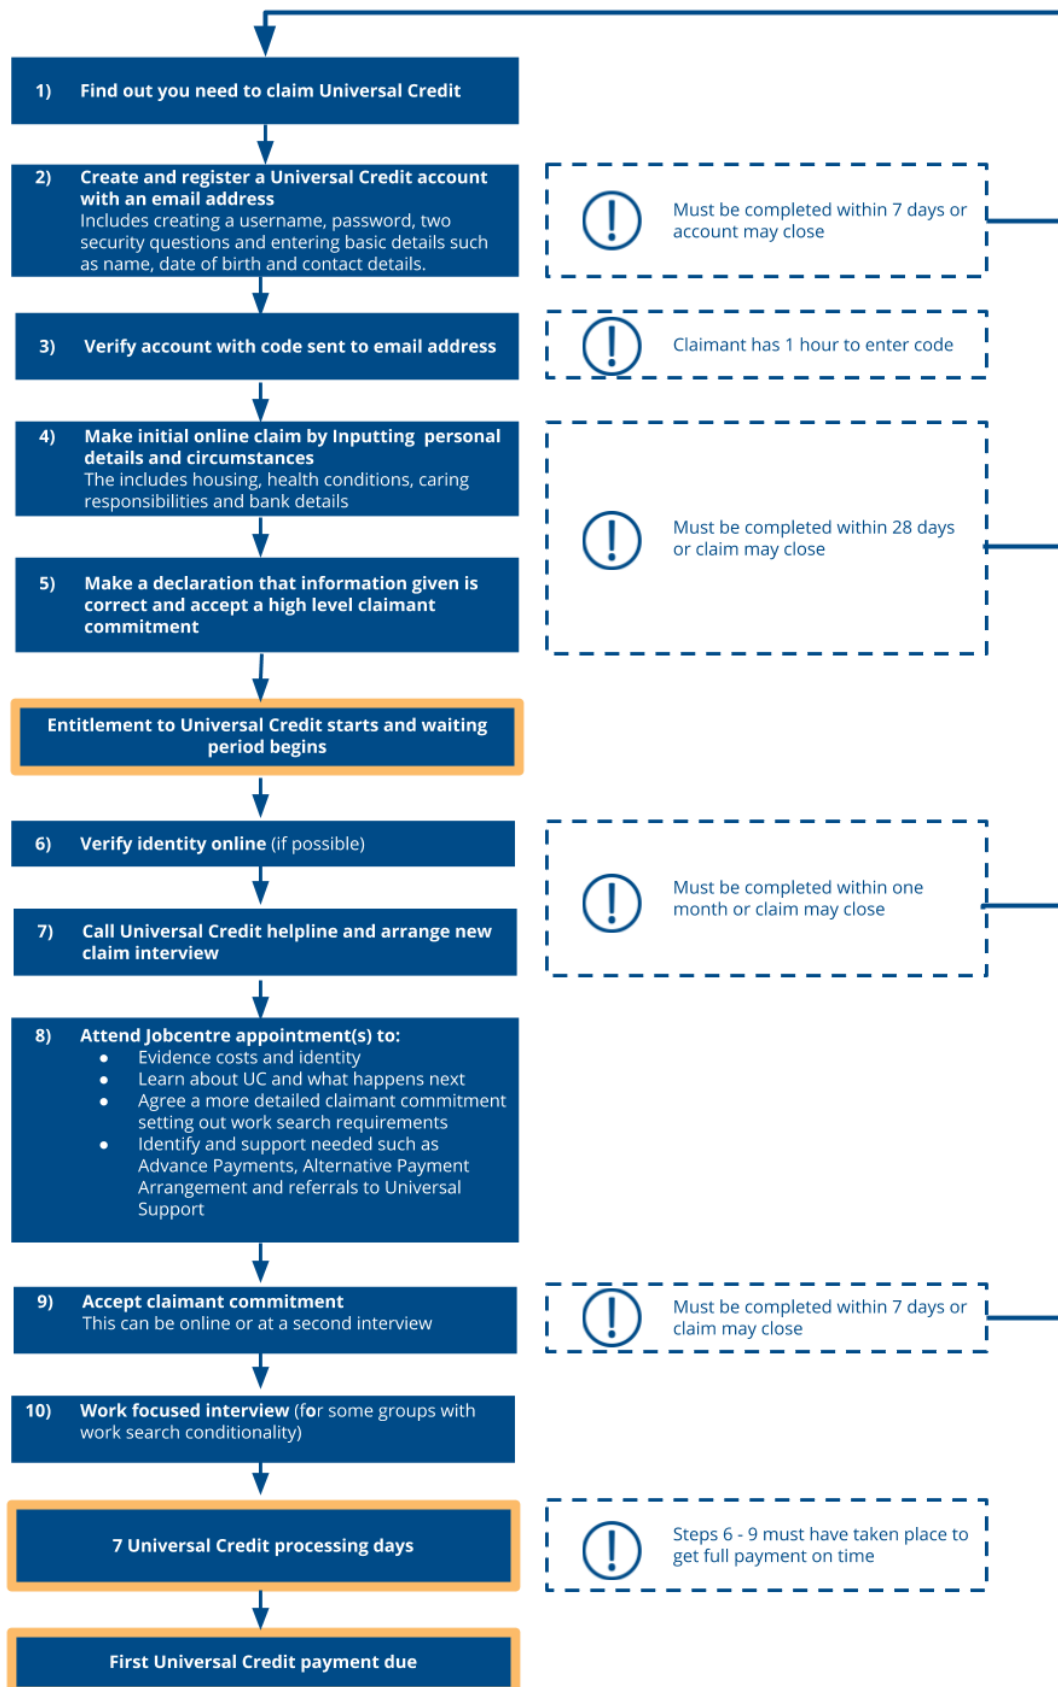 1) Find out you need to claim Universal Credit
2) Create and register a Universal Credit account
with an email address
Includes creating a username, password, two
security questions and entering basic details such
as name, date of birth and contact details.
Must be completed within 7 days or
account may close
3) Verify account with code sent to email address
Claimant has 1 hour to enter code
4) Make initial online claim by Inputting personal
details and circumstances
The includes housing, health conditions, caring
responsibilities and bank details
Must be completed within 28 days
or claim may close
5) Make a declaration that information given is
correct and accept a high level claimant
commitment
Entitlement to Universal Credit starts and waiting
period begins
6) Verify identity online (if possible)
Must be completed within one
month or claim may close
7) Call Universal Credit helpline and arrange new
claim interview
8) Attend Jobcentre appointment(s) to:
● Evidence costs and identity
● Learn about UC and what happens next
● Agree a more detailed claimant commitment
setting out work search requirements
● Identify and support needed such as
Advance Payments, Alternative Payment
Arrangement and referrals to Universal
Support
9) Accept claimant commitment
This can be online or at a second interview
Must be completed within 7 days or
claim may close
10) Work focused interview (for some groups with
work search conditionality)
7 Universal Credit processing days
Steps 6 - 9 must have taken place to
get full payment on time
First Universal Credit payment due